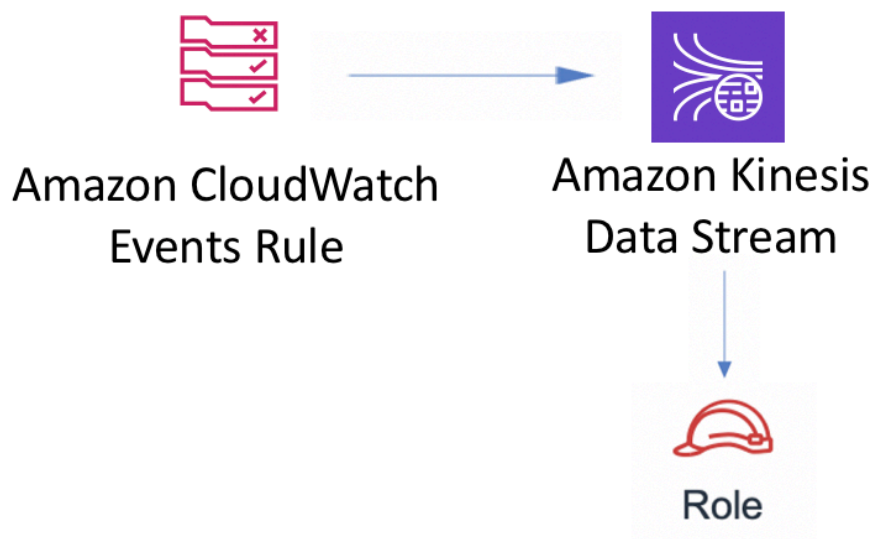 Amazon CloudWatch
Events Rule
Amazon Kinesis
Data Stream
Role